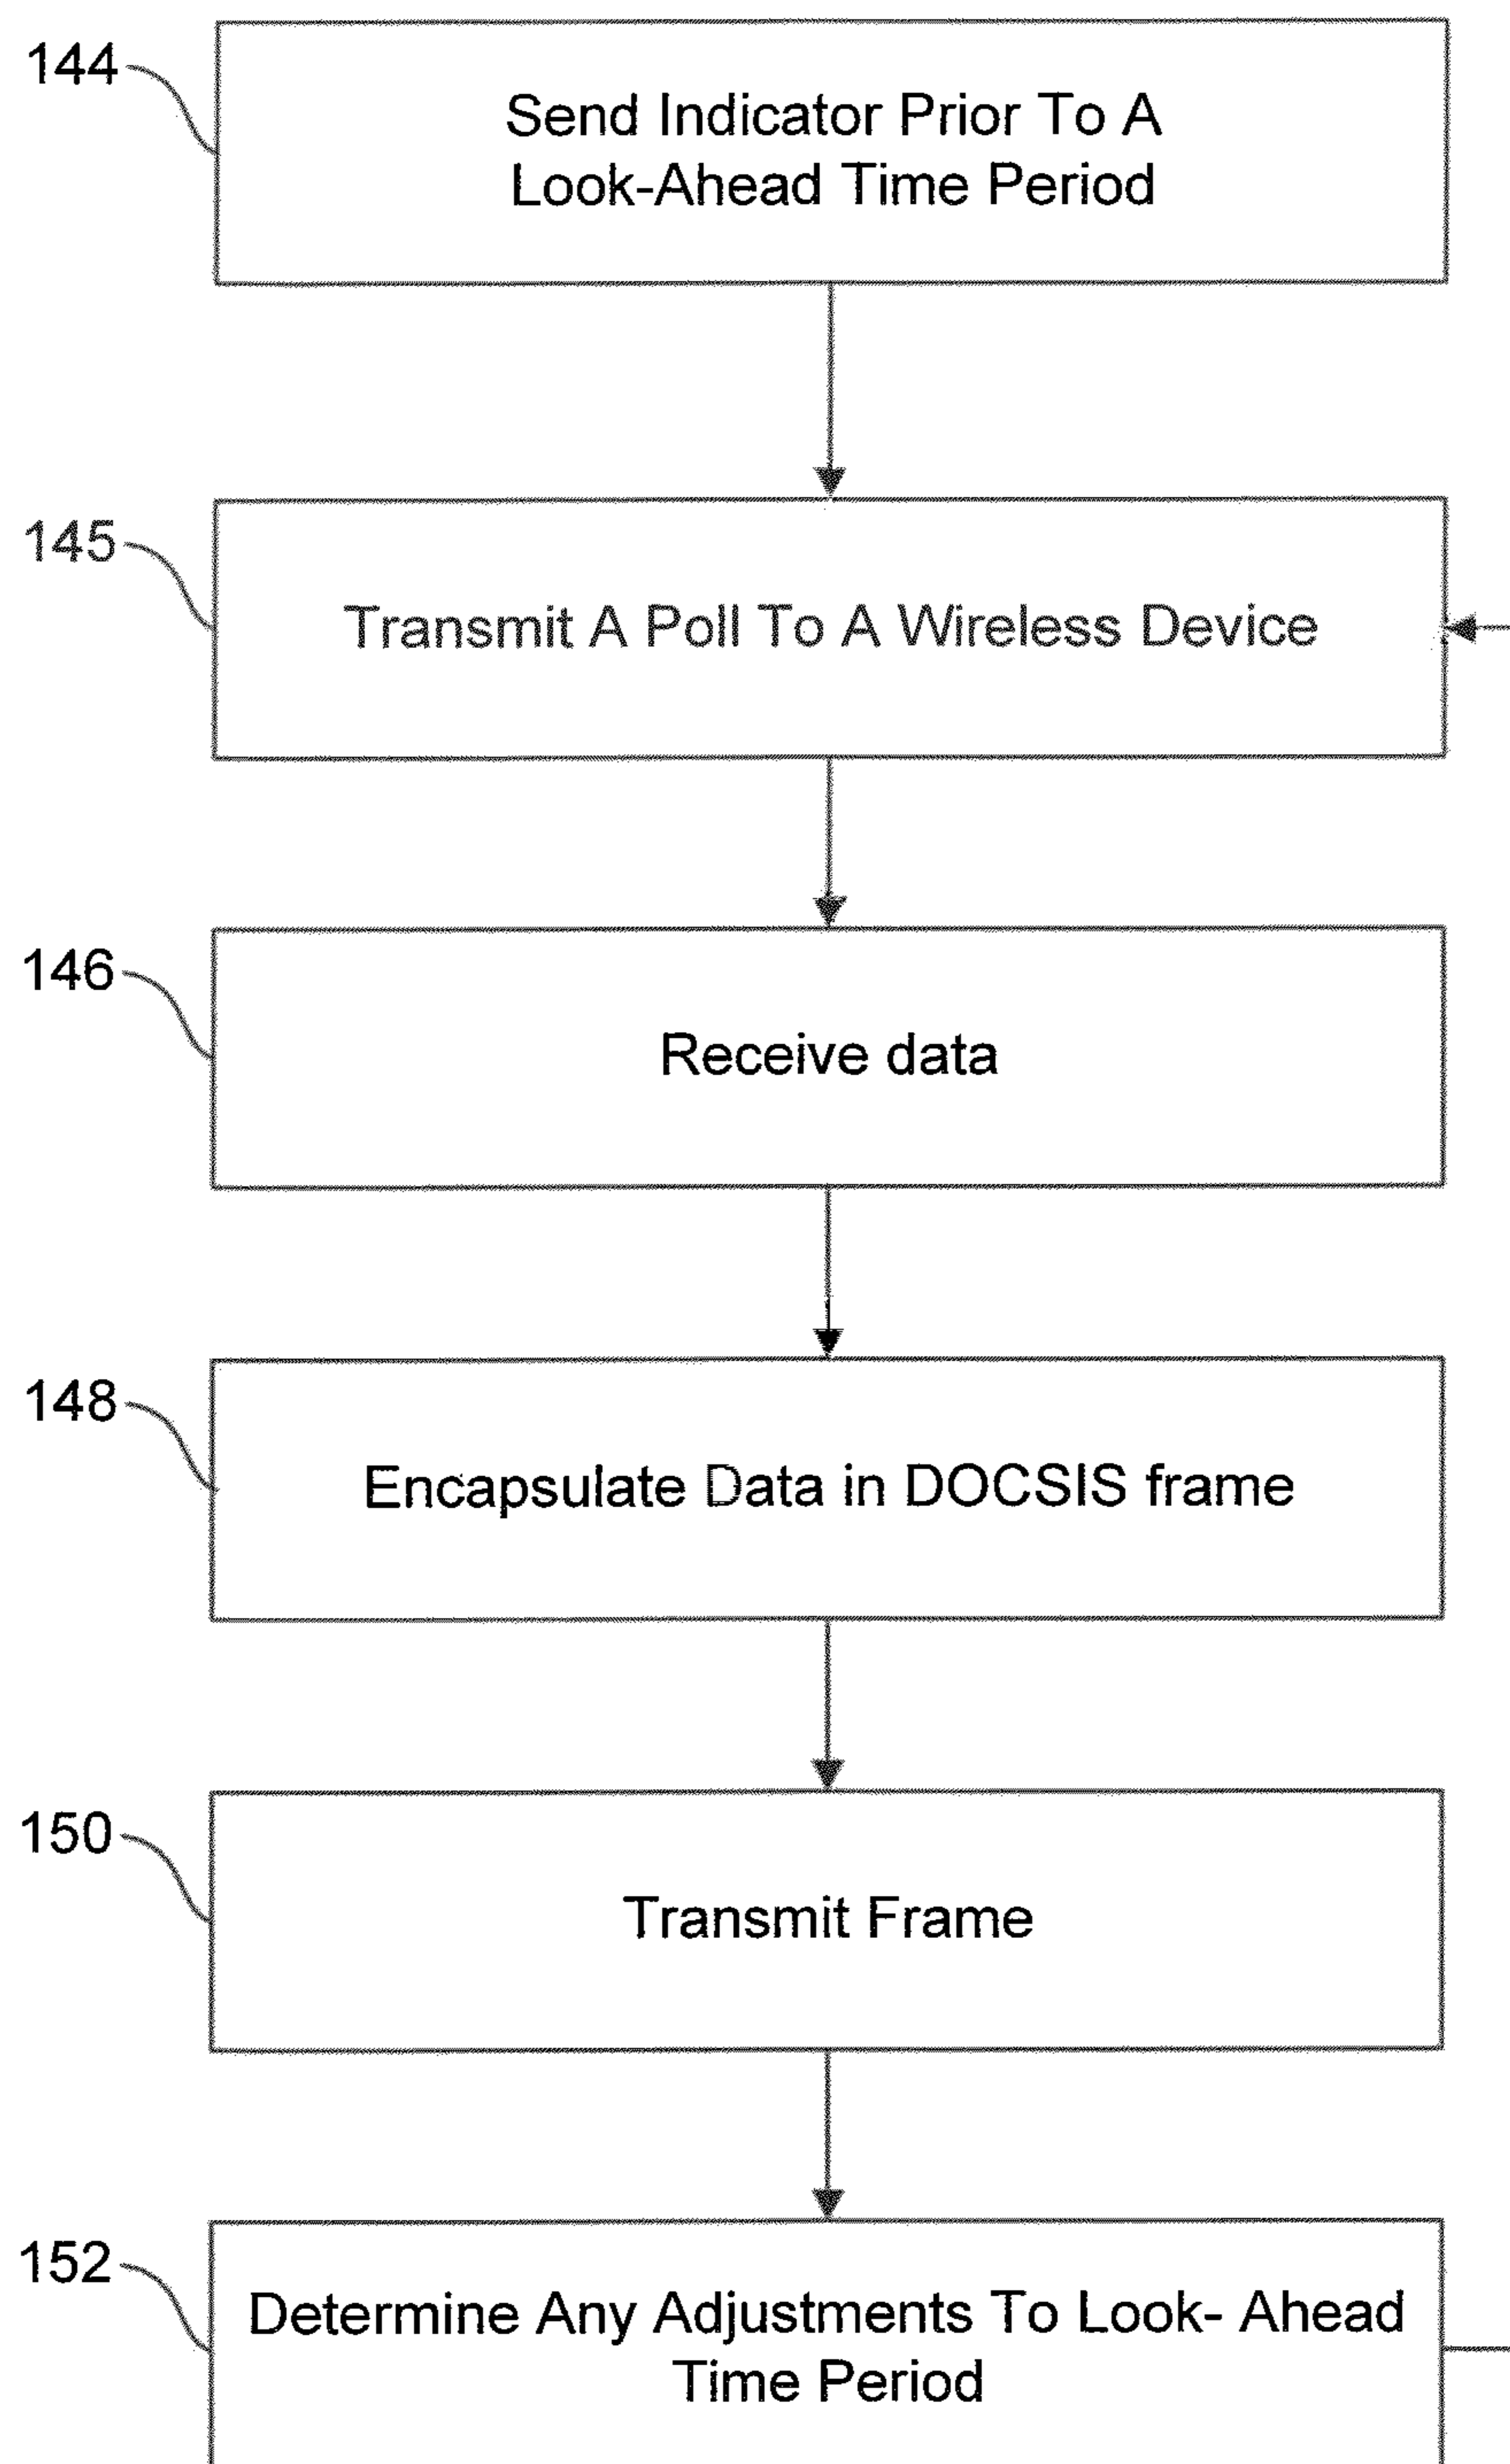 144
Send Indicator Prior To A
Look-Ahead Time Period
145
Transmit A Poll To A Wireless Device
146
Receive data
148
Encapsulate Data in DOCSIS frame
150
Transmit Frame
152
Determine Any Adjustments To Look- Ahead
Time Period